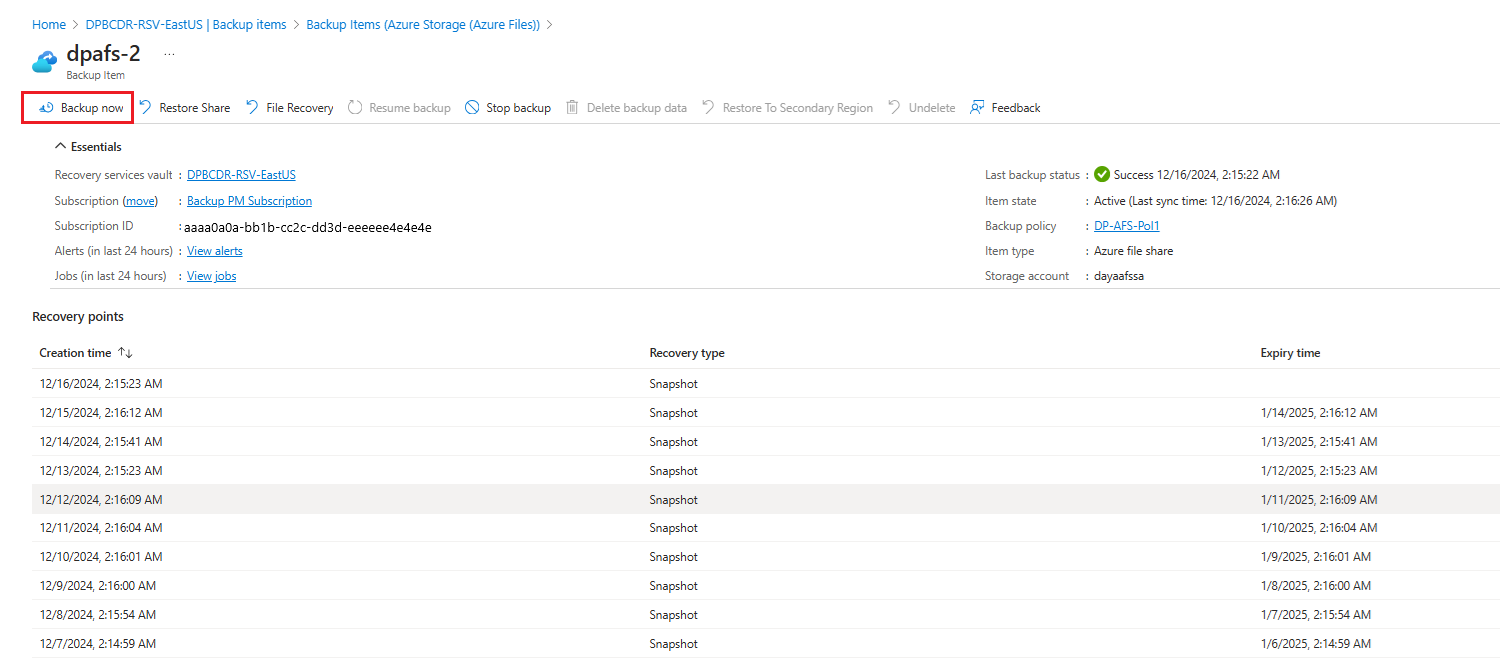 Home > DPBCDR-RSV-EastUS | Backup items > Backup Items (Azure Storage (Azure Files)) >
dpafs-2 ...
Backup Item
Backup now Restore Share File Recovery Resume backup Stop backup Delete backup data Restore To Secondary Region Undelete Feedback
Essentials
Recovery services vault : DPBCDR-RSV-EastUS Last backup status : Success 12/16/2024, 2:15:22 AM
Subscription (move) : Backup PM Subscription Item state : Active (Last sync time: 12/16/2024, 2:16:26 AM)
Subscription ID : aaaa0a0a-bb1b-cc2c-dd3d-eeeeee4e4e4e Backup policy : DP-AFS-Pol1
Alerts (in last 24 hours) : View alerts Item type : Azure file share
Jobs (in last 24 hours) : View jobs Storage account : dayaafssa
Recovery points
Creation time Recovery type Expiry time
12/16/2024, 2:15:23 AM Snapshot
12/15/2024, 2:16:12 AM Snapshot 1/14/2025, 2:16:12 AM
12/14/2024, 2:15:41 AM Snapshot 1/13/2025, 2:15:41 AM
12/13/2024, 2:15:23 AM Snapshot 1/12/2025, 2:15:23 AM
12/12/2024, 2:16:09 AM Snapshot 1/11/2025, 2:16:09 AM
12/11/2024, 2:16:04 AM Snapshot 1/10/2025, 2:16:04 AM
12/10/2024, 2:16:01 AM Snapshot 1/9/2025, 2:16:01 AM
12/9/2024, 2:16:00 AM Snapshot 1/8/2025, 2:16:00 AM
12/8/2024, 2:15:54 AM Snapshot 1/7/2025, 2:15:54 AM
12/7/2024, 2:14:59 AM Snapshot 1/6/2025, 2:14:59 AM